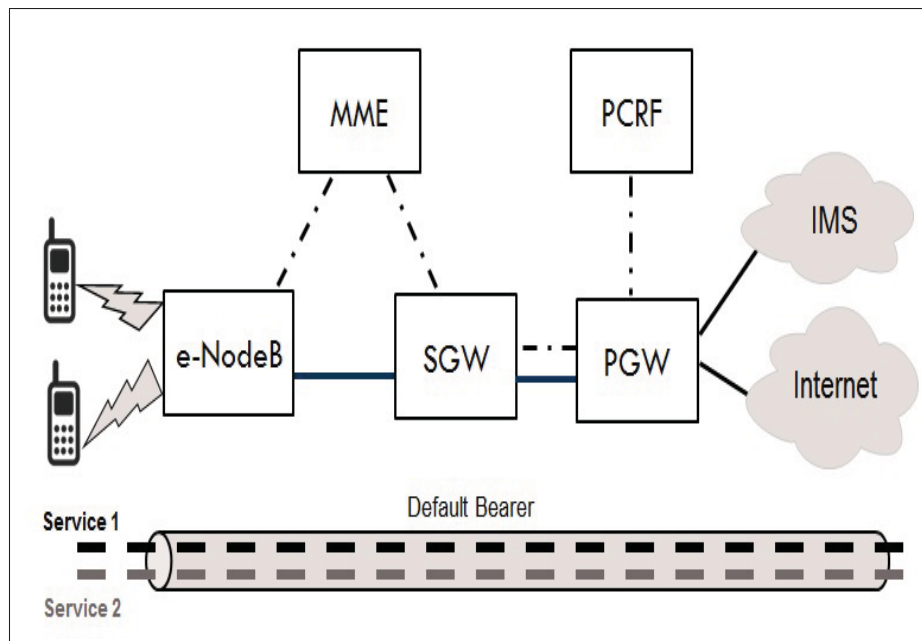 MME
PCRF
IMS
e-NodeB
SGW
PGW
Internet
Default Bearer
Service 1
Service 2